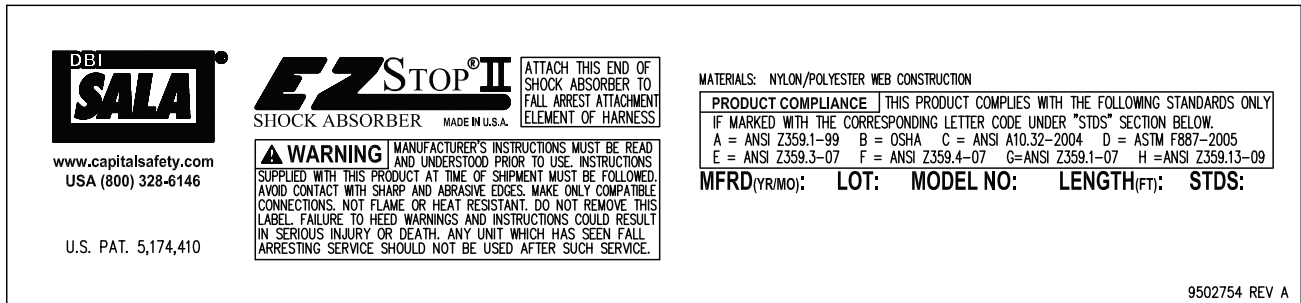 DBI
SALA®
www.capitalsafety.com
USA (800) 328-6146
U.S. PAT. 5,174,410
EZ STOP® II
SHOCK ABSORBER MADE IN U.S.A.
ATTACH THIS END OF
SHOCK ABSORBER TO
FALL ARREST ATTACHMENT
ELEMENT OF HARNESS
WARNING
MANUFACTURER'S INSTRUCTIONS MUST BE READ
AND UNDERSTOOD PRIOR TO USE. INSTRUCTIONS
SUPPLIED WITH THIS PRODUCT AT TIME OF SHIPMENT MUST BE FOLLOWED.
AVOID CONTACT WITH SHARP AND ABRASIVE EDGES. MAKE ONLY COMPATIBLE
CONNECTIONS. NOT FLAME OR HEAT RESISTANT. DO NOT REMOVE THIS
LABEL. FAILURE TO HEED WARNINGS AND INSTRUCTIONS COULD RESULT
IN SERIOUS INJURY OR DEATH. ANY UNIT WHICH HAS SEEN FALL
ARRESTING SERVICE SHOULD NOT BE USED AFTER SUCH SERVICE.
MATERIALS: NYLON/POLYESTER WEB CONSTRUCTION
PRODUCT COMPLIANCE THIS PRODUCT COMPLIES WITH THE FOLLOWING STANDARDS ONLY
IF MARKED WITH THE CORRESPONDING LETTER CODE UNDER "STDS" SECTION BELOW.
A = ANSI Z359.1-99 B = OSHA C = ANSI A10.32-2004 D = ASTM F887-2005
E = ANSI Z359.3-07 F = ANSI Z359.4-07 G=ANSI Z359.1-07 H =ANSI Z359.13-09
MFRD(YR/MO): LOT: MODEL NO: LENGTH(FT): STDS:
9502754 REV A